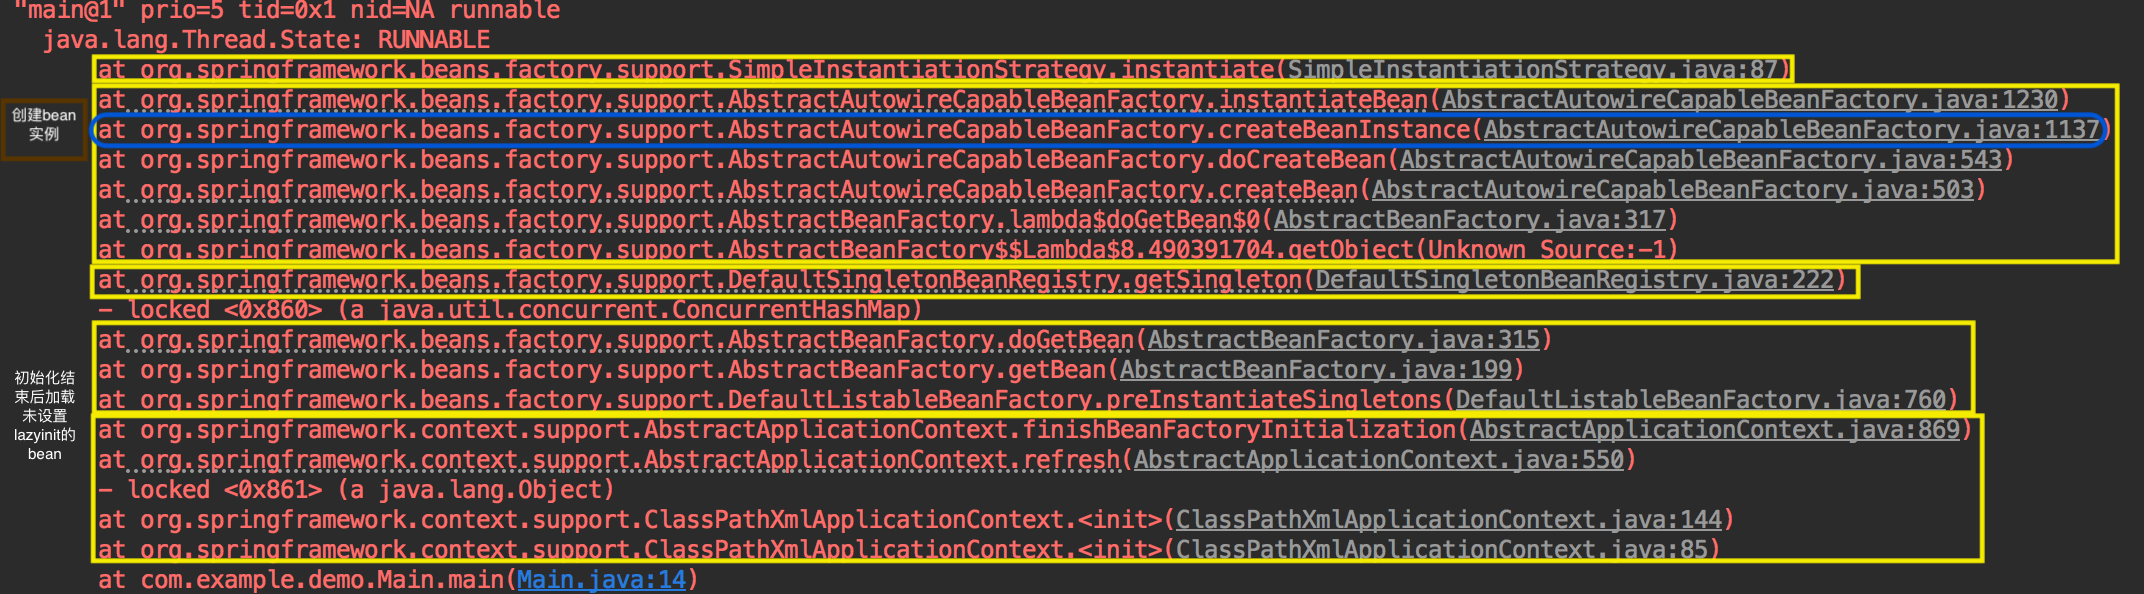 "main@1" prio=5 tid=0x1 nid=NA runnable
java.lang.Thread.State: RUNNABLE
at org.springframework.beans.factory.support.SimpleInstantiationStrategy.instantiate(SimpleInstantiationStrategy.java:87)
at org.springframework.beans.factory.support.AbstractAutowireCapableBeanFactory.instantiateBean(AbstractAutowireCapableBeanFactory.java:1230)
创建bean
实例
at org.springframework.beans.factory.support.AbstractAutowireCapableBeanFactory.createBeanInstance(AbstractAutowireCapableBeanFactory.java:1137)
at org.springframework.beans.factory.support.AbstractAutowireCapableBeanFactory.doCreateBean(AbstractAutowireCapableBeanFactory.java:543)
at org.springframework.beans.factory.support.AbstractAutowireCapableBeanFactory.createBean(AbstractAutowireCapableBeanFactory.java:503)
at org.springframework.beans.factory.support.AbstractBeanFactory.lambda$doGetBean$0(AbstractBeanFactory.java:317)
at org.springframework.beans.factory.support.AbstractBeanFactory$$Lambda$8.490391704.getObject(Unknown Source:-1)
at org.springframework.beans.factory.support.DefaultSingletonBeanRegistry.getSingleton(DefaultSingletonBeanRegistry.java:222)
- locked <0x860> (a java.util.concurrent.ConcurrentHashMap)
at org.springframework.beans.factory.support.AbstractBeanFactory.doGetBean(AbstractBeanFactory.java:315)
at org.springframework.beans.factory.support.AbstractBeanFactory.getBean(AbstractBeanFactory.java:199)
at org.springframework.beans.factory.support.DefaultListableBeanFactory.preInstantiateSingletons(DefaultListableBeanFactory.java:760)
初始化结
束后加载
未设置
lazyinit的
bean
at org.springframework.context.support.AbstractApplicationContext.finishBeanFactoryInitialization(AbstractApplicationContext.java:869)
at org.springframework.context.support.AbstractApplicationContext.refresh(AbstractApplicationContext.java:550)
- locked <0x861> (a java.lang.Object)
at org.springframework.context.support.ClassPathXmlApplicationContext.<init>(ClassPathXmlApplicationContext.java:144)
at org.springframework.context.support.ClassPathXmlApplicationContext.<init>(ClassPathXmlApplicationContext.java:85)
at com.example.demo.Main.main(Main.java:14)